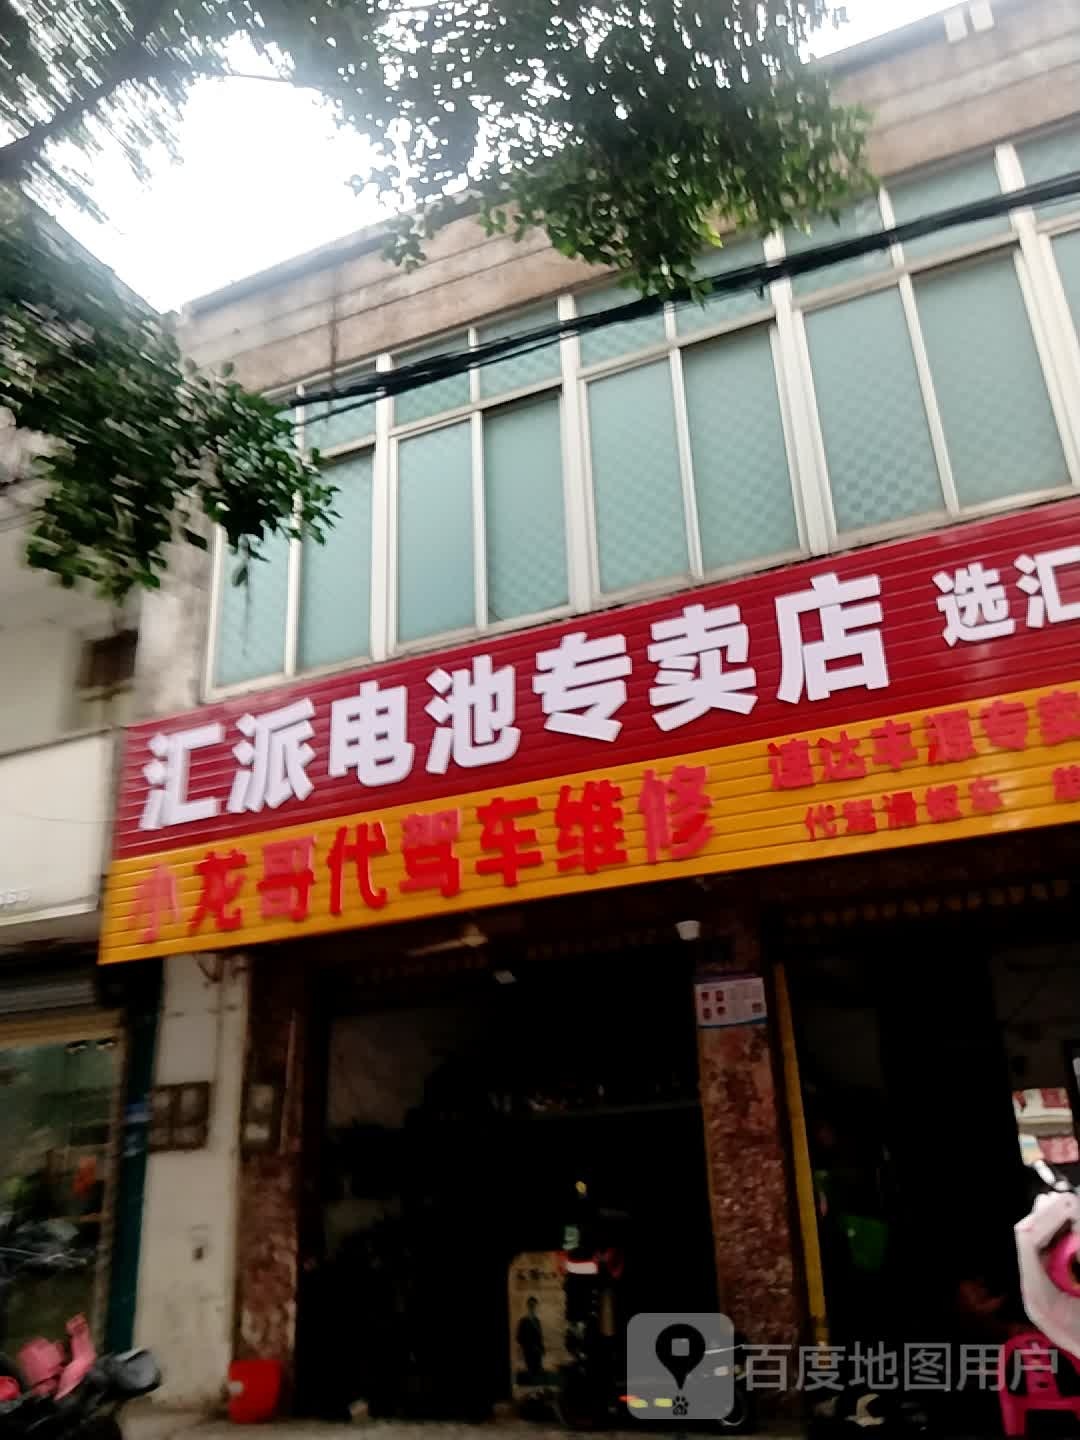 汇派电池专卖店
选汇
小龙哥代驾车维修
速达丰源专卖
代驾滑板车
百度地图用户